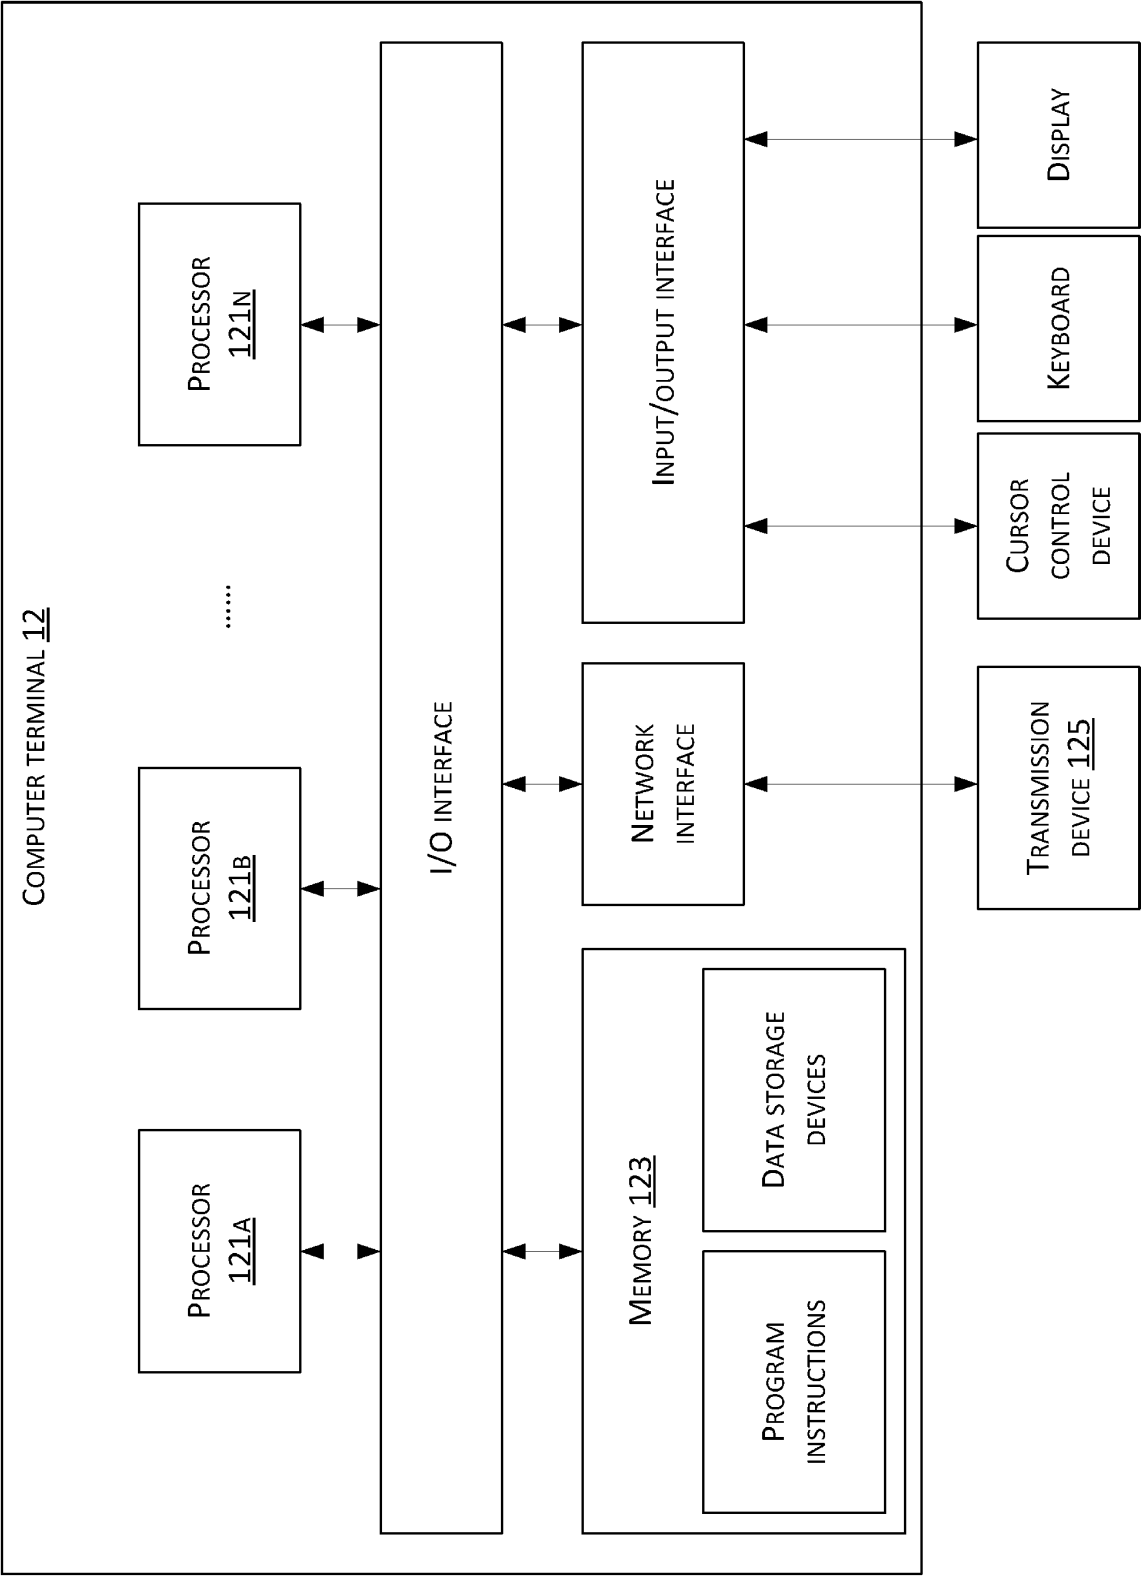 Computer terminal 12
Processor
121A
Processor
121B
......
Processor
121N
I/O interface
Memory 123
Program
instructions
Data storage
devices
Network
interface
Input/output interface
Transmission
device 125
Cursor
control
device
Keyboard
Display